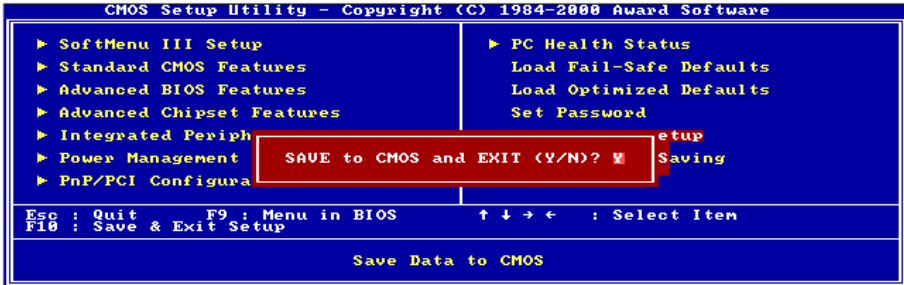 CMOS Setup Utility - Copyright (C) 1984-2000 Award Software
▶ SoftMenu III Setup
▶ Standard CMOS Features
▶ Advanced BIOS Features
▶ Advanced Chipset Features
▶ Integrated Periph
▶ Power Management
▶ PnP/PCI Configura
▶ PC Health Status
Load Fail-Safe Defaults
Load Optimized Defaults
Set Password
etup
Saving
SAVE to CMOS and EXIT (Y/N)? Y
Esc : Quit F9 : Menu in BIOS ↑ ↓ → ← : Select Item
F10 : Save & Exit Setup
Save Data to CMOS